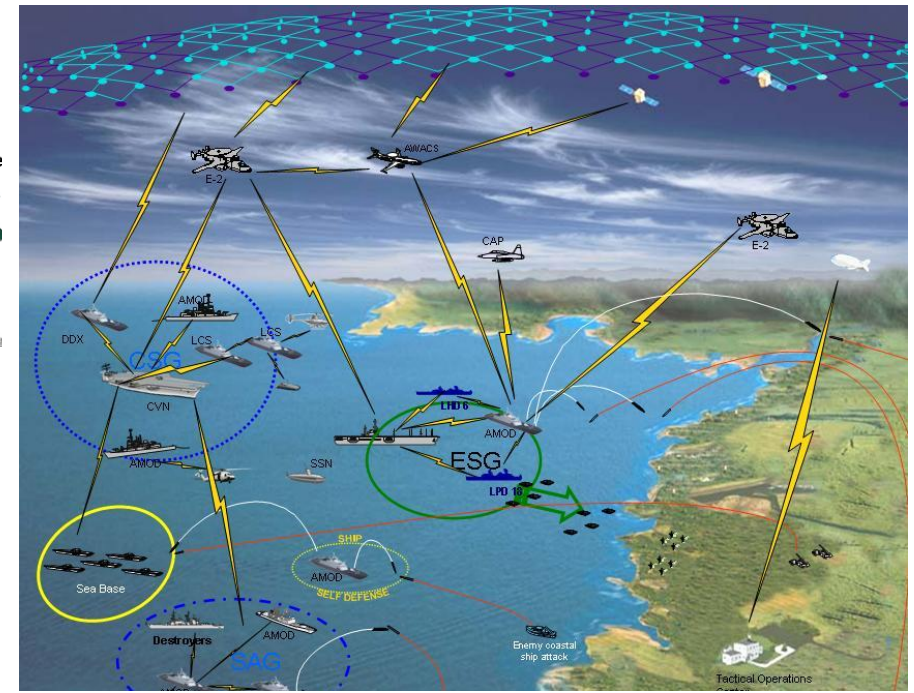 e
AWACS
E-2
CAP
E-2
AMOD
DDX
LCS
LCS
CSG
CVN
LHD 6
AMOD
AMOD
SSN
ESG
LPD 18
SHIP
AMOD
SELF DEFENSE
Sea Base
Destroyers
AMOD
SAG
Enemy coastal
ship attack
AMOD
Tactical Operations